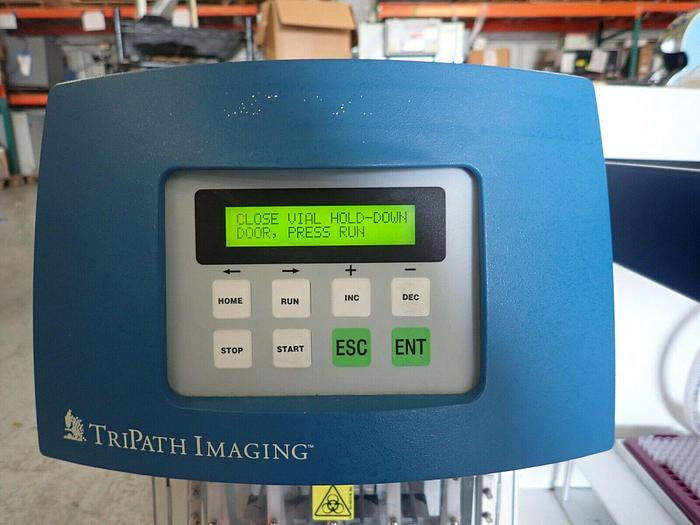 CLOSE VIAL HOLD-DOWN
DOOR, PRESS RUN
← → + −
HOME RUN INC DEC
STOP START ESC ENT
TRIPATH IMAGING™